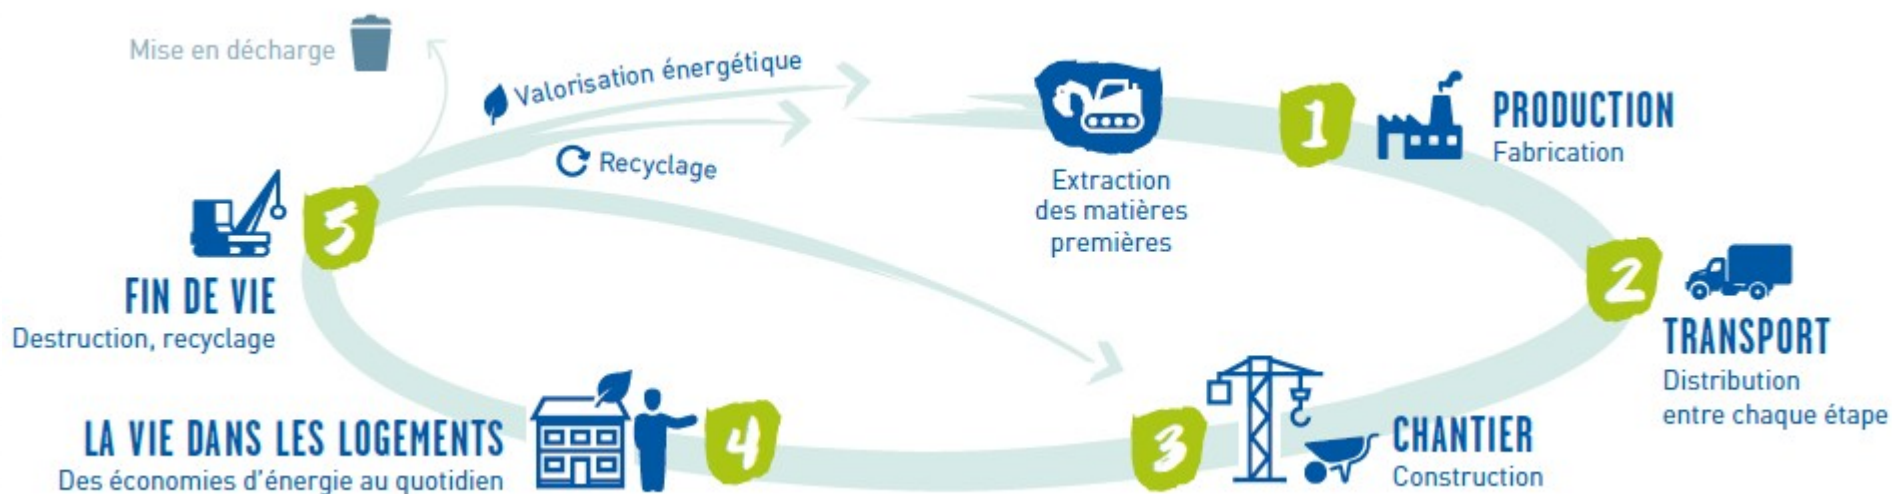 Mise en décharge
Valorisation énergétique
Recyclage
Extraction
des matières
premières
1
PRODUCTION
Fabrication
2
TRANSPORT
Distribution
entre chaque étape
3
CHANTIER
Construction
4
LA VIE DANS LES LOGEMENTS
Des économies d'énergie au quotidien
5
FIN DE VIE
Destruction, recyclage